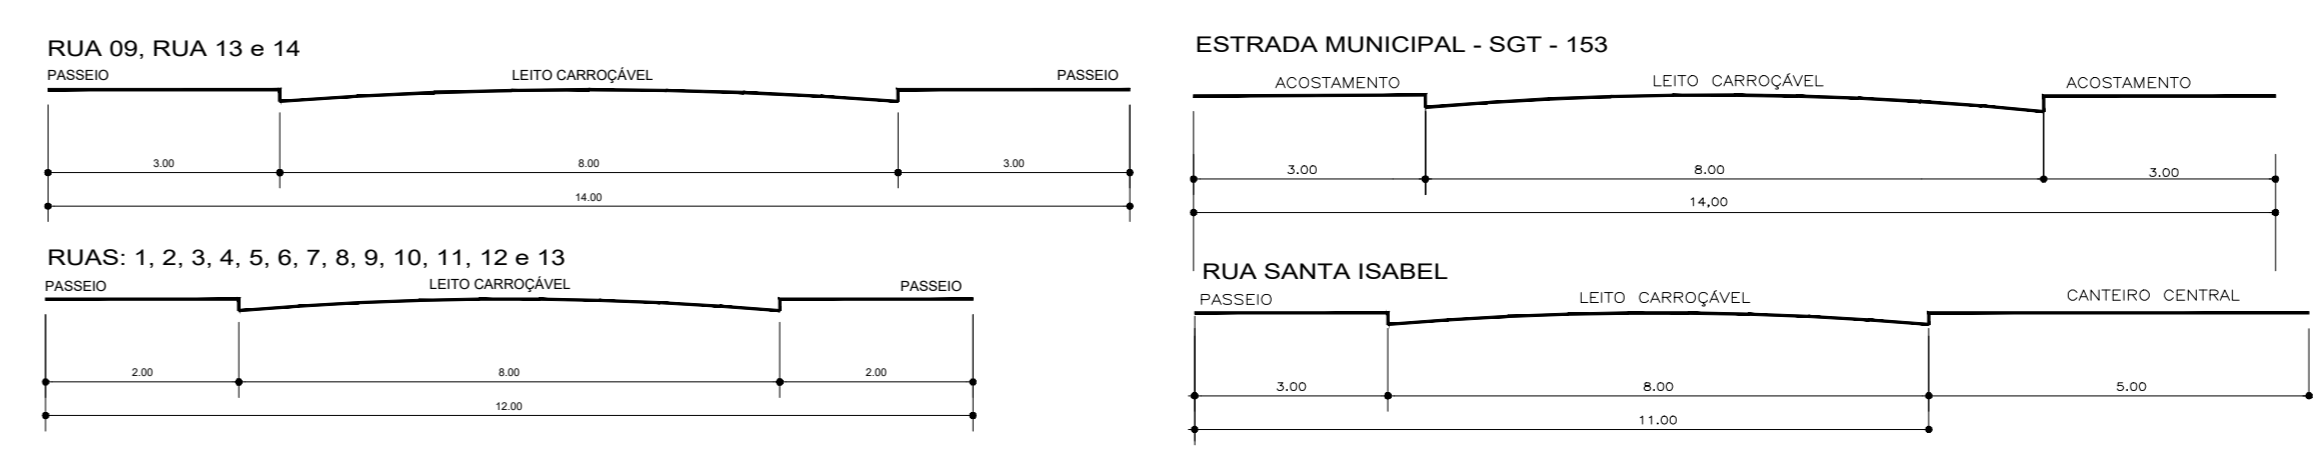 RUA 09, RUA 13 e 14
PASSEIO LEITO CARROÇÁVEL PASSEIO
3.00 8.00 3.00
14.00
RUAS: 1, 2, 3, 4, 5, 6, 7, 8, 9, 10, 11, 12 e 13
PASSEIO LEITO CARROÇÁVEL PASSEIO
2.00 8.00 2.00
12.00
ESTRADA MUNICIPAL - SGT - 153
ACOSTAMENTO LEITO CARROÇÁVEL ACOSTAMENTO
3.00 8.00 3.00
14,00
RUA SANTA ISABEL
PASSEIO LEITO CARROÇÁVEL CANTEIRO CENTRAL
3.00 8.00 5.00
11.00